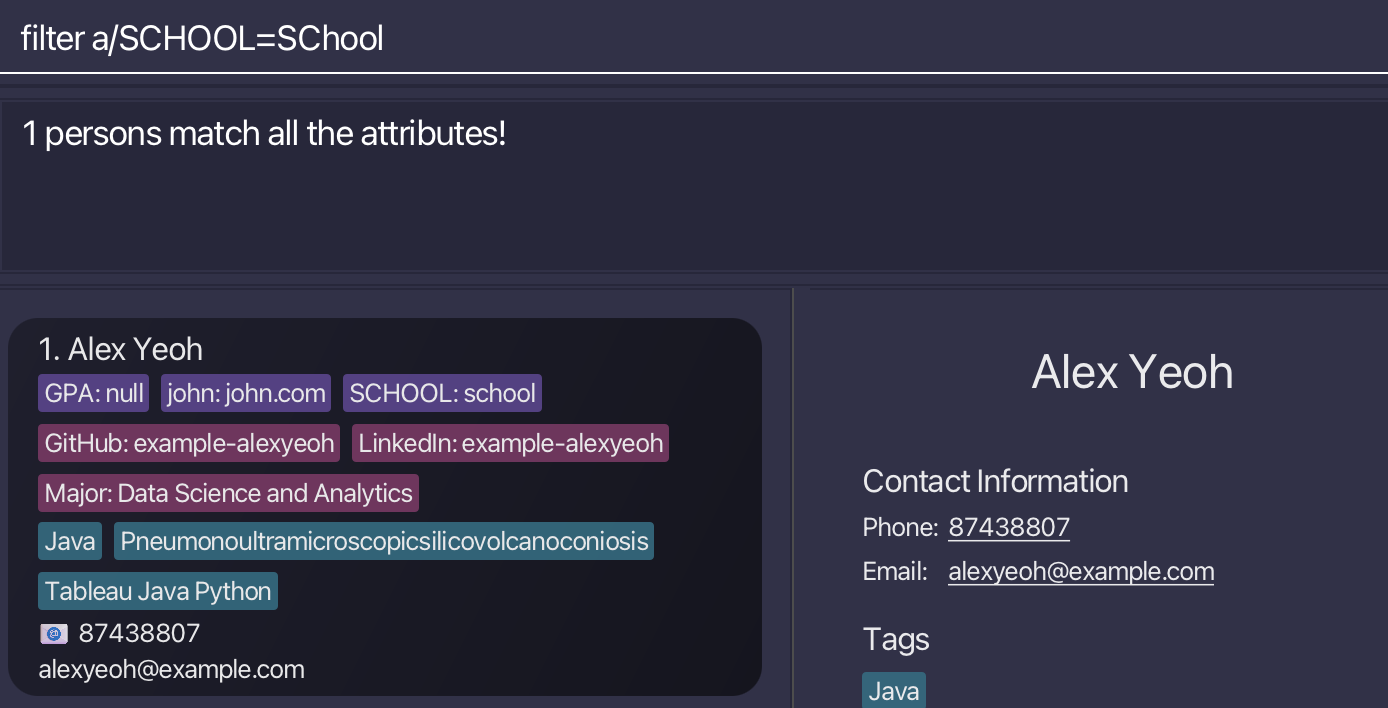 filter a/SCHOOL=SChool
1 persons match all the attributes!
1. Alex Yeoh
GPA: null john: john.com SCHOOL: school
GitHub: example-alexyeoh LinkedIn: example-alexyeoh
Major: Data Science and Analytics
Java Pneumonoultramicroscopicsilicovolcanoconiosis
Tableau Java Python
87438807
alexyeoh@example.com
Alex Yeoh
Contact Information
Phone: 87438807
Email: alexyeoh@example.com
Tags
Java